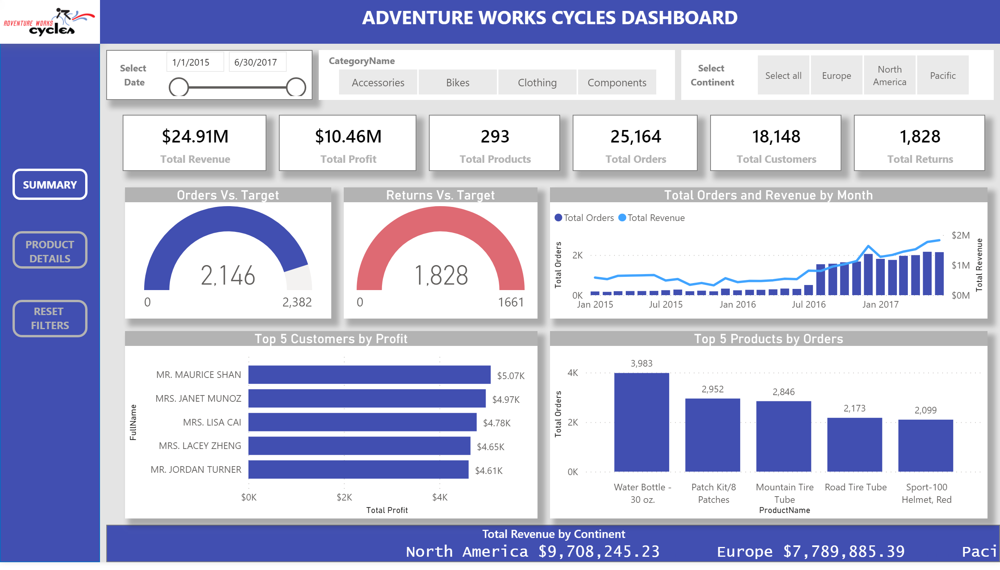 ADVENTURE WORKS
cycles
ADVENTURE WORKS CYCLES DASHBOARD
Select
Date
1/1/2015
6/30/2017
CategoryName
Accessories
Bikes
Clothing
Components
Select
Continent
Select all
Europe
North
America
Pacific
$24.91M
Total Revenue
$10.46M
Total Profit
293
Total Products
25,164
Total Orders
18,148
Total Customers
1,828
Total Returns
SUMMARY
PRODUCT
DETAILS
RESET
FILTERS
Orders Vs. Target
2,146
0
2,382
Returns Vs. Target
1,828
0
1661
Total Orders and Revenue by Month
Total Orders
Total Revenue
Total Orders
2K
0K
$2M
$1M
$0M
Total Revenue
Jan 2015
Jul 2015
Jan 2016
Jul 2016
Jan 2017
Top 5 Customers by Profit
FullName
MR. MAURICE SHAN
$5.07K
MRS. JANET MUNOZ
$4.97K
MRS. LISA CAI
$4.78K
MRS. LACEY ZHENG
$4.65K
MR. JORDAN TURNER
$4.61K
$0K
$2K
$4K
Total Profit
Top 5 Products by Orders
Total Orders
4K
2K
0K
3,983
2,952
2,846
2,173
2,099
Water Bottle -
30 oz.
Patch Kit/8
Patches
Mountain Tire
Tube
Road Tire Tube
Sport-100
Helmet, Red
ProductName
Total Revenue by Continent
North America $9,708,245.23
Europe $7,789,885.39
Paci